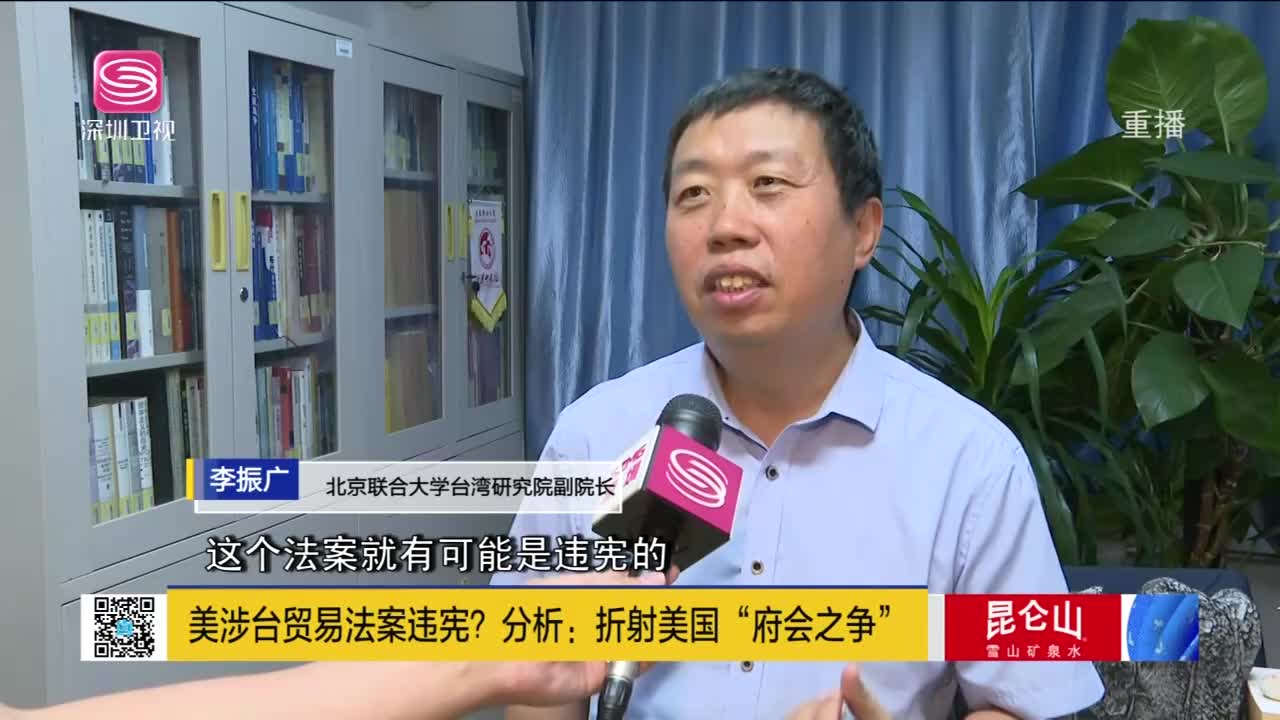 深圳卫视
重播
李振广
北京联合大学台湾研究院副院长
这个法案就有可能是违宪的
美涉台贸易法案违宪？分析：折射美国“府会之争”
昆仑山
雪山矿泉水